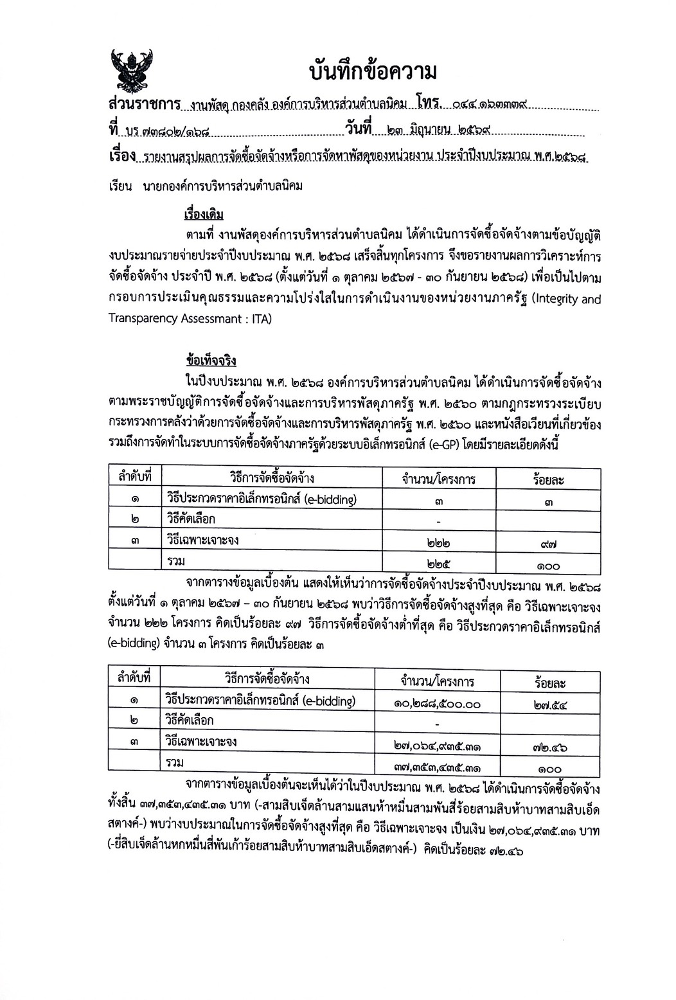 บันทึกข้อความ
ส่วนราชการ งานพัสดุ กองคลัง องค์การบริหารส่วนตำบลนิคม โทร. ๐๔๔ ๑๖๓๓๓๙
ที่ บร ๗๓๘๐๒/๑๖๘ วันที่ ๒๓ มิถุนายน ๒๕๖๙
เรื่อง รายงานสรุปผลการจัดซื้อจัดจ้างหรือการจัดหาพัสดุของหน่วยงาน ประจำปีงบประมาณ พ.ศ.๒๕๖๘
เรียน นายกองค์การบริหารส่วนตำบลนิคม
เรื่องเดิม
ตามที่ งานพัสดุองค์การบริหารส่วนตำบลนิคม ได้ดำเนินการจัดซื้อจัดจ้างตามข้อบัญญัติ
งบประมาณรายจ่ายประจำปีงบประมาณ พ.ศ. ๒๕๖๘ เสร็จสิ้นทุกโครงการ จึงขอรายงานผลการวิเคราะห์การ
จัดซื้อจัดจ้าง ประจำปี พ.ศ. ๒๕๖๘ (ตั้งแต่วันที่ ๑ ตุลาคม ๒๕๖๗ - ๓๐ กันยายน ๒๕๖๘) เพื่อเป็นไปตาม
กรอบการประเมินคุณธรรมและความโปร่งใสในการดำเนินงานของหน่วยงานภาครัฐ (Integrity and
Transparency Assessmant : ITA)
ข้อเท็จจริง
ในปีงบประมาณ พ.ศ. ๒๕๖๘ องค์การบริหารส่วนตำบลนิคม ได้ดำเนินการจัดซื้อจัดจ้าง
ตามพระราชบัญญัติการจัดซื้อจัดจ้างและการบริหารพัสดุภาครัฐ พ.ศ. ๒๕๖๐ ตามกฎกระทรวงระเบียบ
กระทรวงการคลังว่าด้วยการจัดซื้อจัดจ้างและการบริหารพัสดุภาครัฐ พ.ศ. ๒๕๖๐ และหนังสือเวียนที่เกี่ยวข้อง
รวมถึงการจัดทำในระบบการจัดซื้อจัดจ้างภาครัฐด้วยระบบอิเล็กทรอนิกส์ (e-GP) โดยมีรายละเอียดดังนี้
ลำดับที่ วิธีการจัดซื้อจัดจ้าง จำนวน/โครงการ ร้อยละ
๑ วิธีประกวดราคาอิเล็กทรอนิกส์ (e-bidding) ๓ ๓
๒ วิธีคัดเลือก -
๓ วิธีเฉพาะเจาะจง ๒๒๒ ๙๗
รวม ๒๒๕ ๑๐๐
จากตารางข้อมูลเบื้องต้น แสดงให้เห็นว่าการจัดซื้อจัดจ้างประจำปีงบประมาณ พ.ศ. ๒๕๖๘
ตั้งแต่วันที่ ๑ ตุลาคม ๒๕๖๗ – ๓๐ กันยายน ๒๕๖๘ พบว่าวิธีการจัดซื้อจัดจ้างสูงที่สุด คือ วิธีเฉพาะเจาะจง
จำนวน ๒๒๒ โครงการ คิดเป็นร้อยละ ๙๗ วิธีการจัดซื้อจัดจ้างต่ำที่สุด คือ วิธีประกวดราคาอิเล็กทรอนิกส์
(e-bidding) จำนวน ๓ โครงการ คิดเป็นร้อยละ ๓
ลำดับที่ วิธีการจัดซื้อจัดจ้าง จำนวน/โครงการ ร้อยละ
๑ วิธีประกวดราคาอิเล็กทรอนิกส์ (e-bidding) ๑๐,๒๘๘,๕๐๐.๐๐ ๒๗.๕๔
๒ วิธีคัดเลือก -
๓ วิธีเฉพาะเจาะจง ๒๗,๐๖๔,๙๓๕.๓๑ ๗๒.๔๖
รวม ๓๗,๓๕๓,๔๓๕.๓๑ ๑๐๐
จากตารางข้อมูลเบื้องต้นจะเห็นได้ว่าในปีงบประมาณ พ.ศ. ๒๕๖๘ ได้ดำเนินการจัดซื้อจัดจ้าง
ทั้งสิ้น ๓๗,๓๕๓,๔๓๕.๓๑ บาท (-สามสิบเจ็ดล้านสามแสนห้าหมื่นสามพันสี่ร้อยสามสิบห้าบาทสามสิบเอ็ด
สตางค์-) พบว่างบประมาณในการจัดซื้อจัดจ้างสูงที่สุด คือ วิธีเฉพาะเจาะจง เป็นเงิน ๒๗,๐๖๔,๙๓๕.๓๑ บาท
(-ยี่สิบเจ็ดล้านหกหมื่นสี่พันเก้าร้อยสามสิบห้าบาทสามสิบเอ็ดสตางค์-) คิดเป็นร้อยละ ๗๒.๔๖